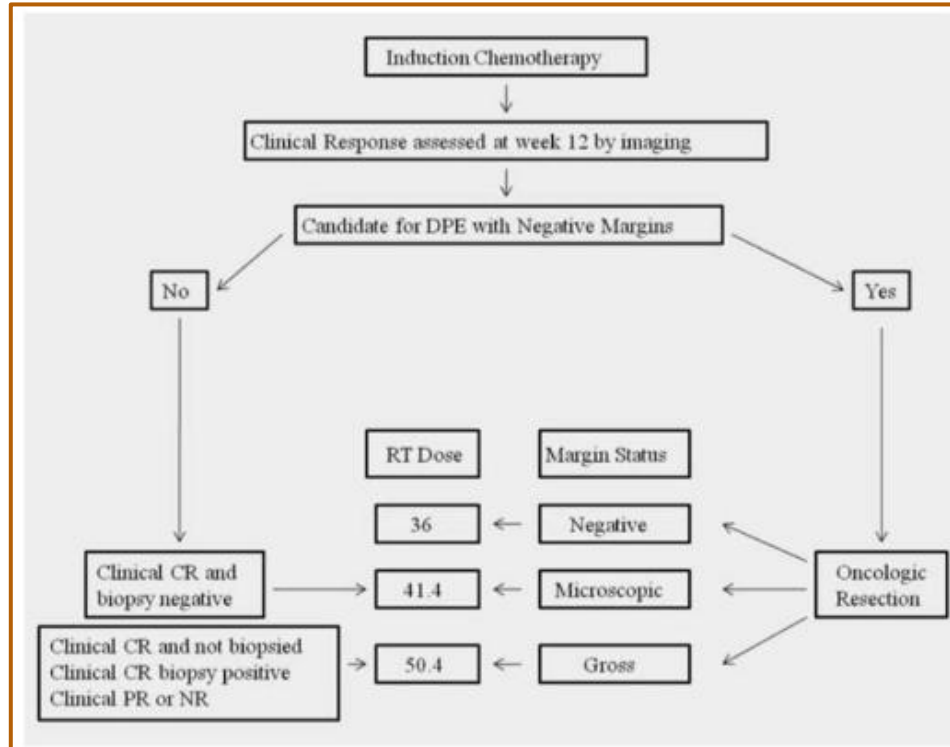 Induction Chemotherapy
Clinical Response assessed at week 12 by imaging
Candidate for DPE with Negative Margins
No
Yes
RT Dose
Margin Status
36
Negative
Clinical CR and
biopsy negative
41.4
Microscopic
Oncologic
Resection
Clinical CR and not biopsied
Clinical CR biopsy positive
Clinical PR or NR
50.4
Gross